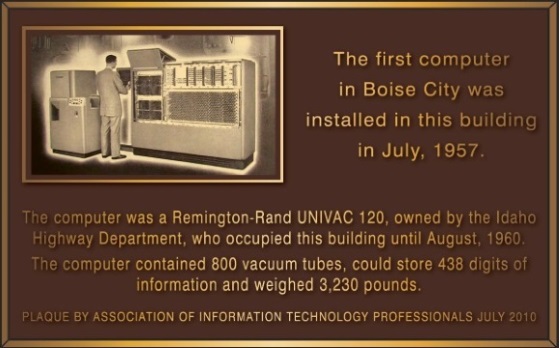 The first computer
in Boise City was
installed in this building
in July, 1957.
The computer was a Remington-Rand UNIVAC 120, owned by the Idaho
Highway Department, who occupied this building until August, 1960.
The computer contained 800 vacuum tubes, could store 438 digits of
information and weighed 3,230 pounds.
PLAQUE BY ASSOCIATION OF INFORMATION TECHNOLOGY PROFESSIONALS JULY 2010